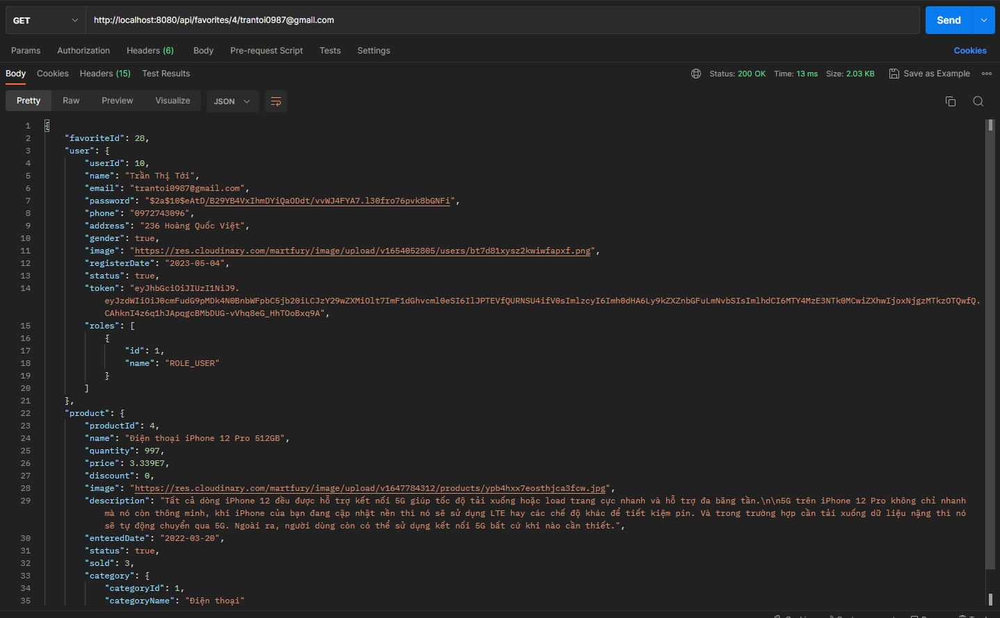 GET http://localhost:8080/api/favorites/4/trantoi0987@gmail.com Send
Params Authorization Headers (6) Body Pre-request Script Tests Settings Cookies
Body Cookies Headers (15) Test Results Status: 200 OK Time: 13 ms Size: 2.03 KB Save as Example
Pretty Raw Preview Visualize JSON
1 {
2 "favoriteId": 28,
3 "user": {
4 "userId": 10,
5 "name": "Trần Thị Tới",
6 "email": "trantoi0987@gmail.com",
7 "password": "$2a$10$eAtD/B29YB4VxIhmDYiQaODdt/vvWJ4FYA7.l30fro76pvk8bGNFi",
8 "phone": "0972743096",
9 "address": "236 Hoàng Quốc Việt",
10 "gender": true,
11 "image": "https://res.cloudinary.com/martfury/image/upload/v1654052805/users/bt7d81xysz2kwiwfapxf.png",
12 "registerDate": "2023-05-04",
13 "status": true,
14 "token": "eyJhbGciOiJIUzI1NiJ9.
eyJzdWIiOiJ0cmFudG9pMDk4N0BnbWFpbC5jb20iLCJzY29wZXMiOlt7ImF1dGhvcml0eSI6IlJPTEVfQURNSU4ifV0sImlzcyI6Imh0dHA6Ly9kZXZnbGFuLmNvbSIsImlhdCI6MTY4MzE3NTk0MCwiZXhwIjoxNjgzMTkzOTQwfQ.
CAhknI4z6q1hJApqgcBMbDUG-vVhq8eG_HhTOoBxq9A",
15 "roles": [
16 {
17 "id": 1,
18 "name": "ROLE_USER"
19 }
20 ]
21 },
22 "product": {
23 "productId": 4,
24 "name": "Điện thoại iPhone 12 Pro 512GB",
25 "quantity": 997,
26 "price": 3.339E7,
27 "discount": 0,
28 "image": "https://res.cloudinary.com/martfury/image/upload/v1647784312/products/ypb4hxx7eosthjca3fcw.jpg",
29 "description": "Tất cả dòng iPhone 12 đều được hỗ trợ kết nối 5G giúp tốc độ tải xuống hoặc load trang cực nhanh và hỗ trợ đa băng tần.\n\n5G trên iPhone 12 Pro không chỉ nhanh
mà nó còn thông minh, khi iPhone của bạn đang cập nhật nền thì nó sẽ sử dụng LTE hay các chế độ khác để tiết kiệm pin. Và trong trường hợp cần tải xuống dữ liệu nặng thì nó
sẽ tự động chuyển qua 5G. Ngoài ra, người dùng còn có thể sử dụng kết nối 5G bất cứ khi nào cần thiết.",
30 "enteredDate": "2022-03-20",
31 "status": true,
32 "sold": 3,
33 "category": {
34 "categoryId": 1,
35 "categoryName": "Điện thoại"